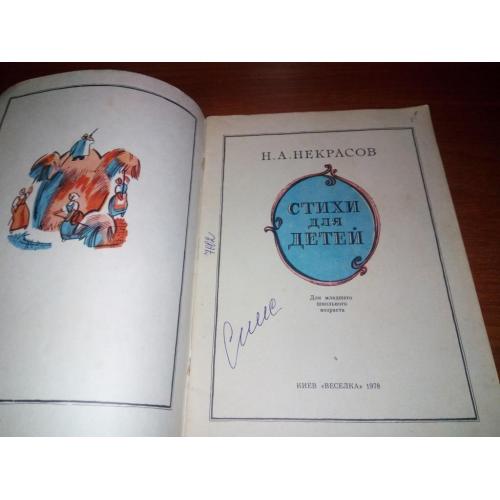 Н.А.НЕКРАСОВ
СТИХИ
ДЛЯ
ДЕТЕЙ
Для младшего
школьного
возраста
КИЕВ «ВЕСЕЛКА» 1978